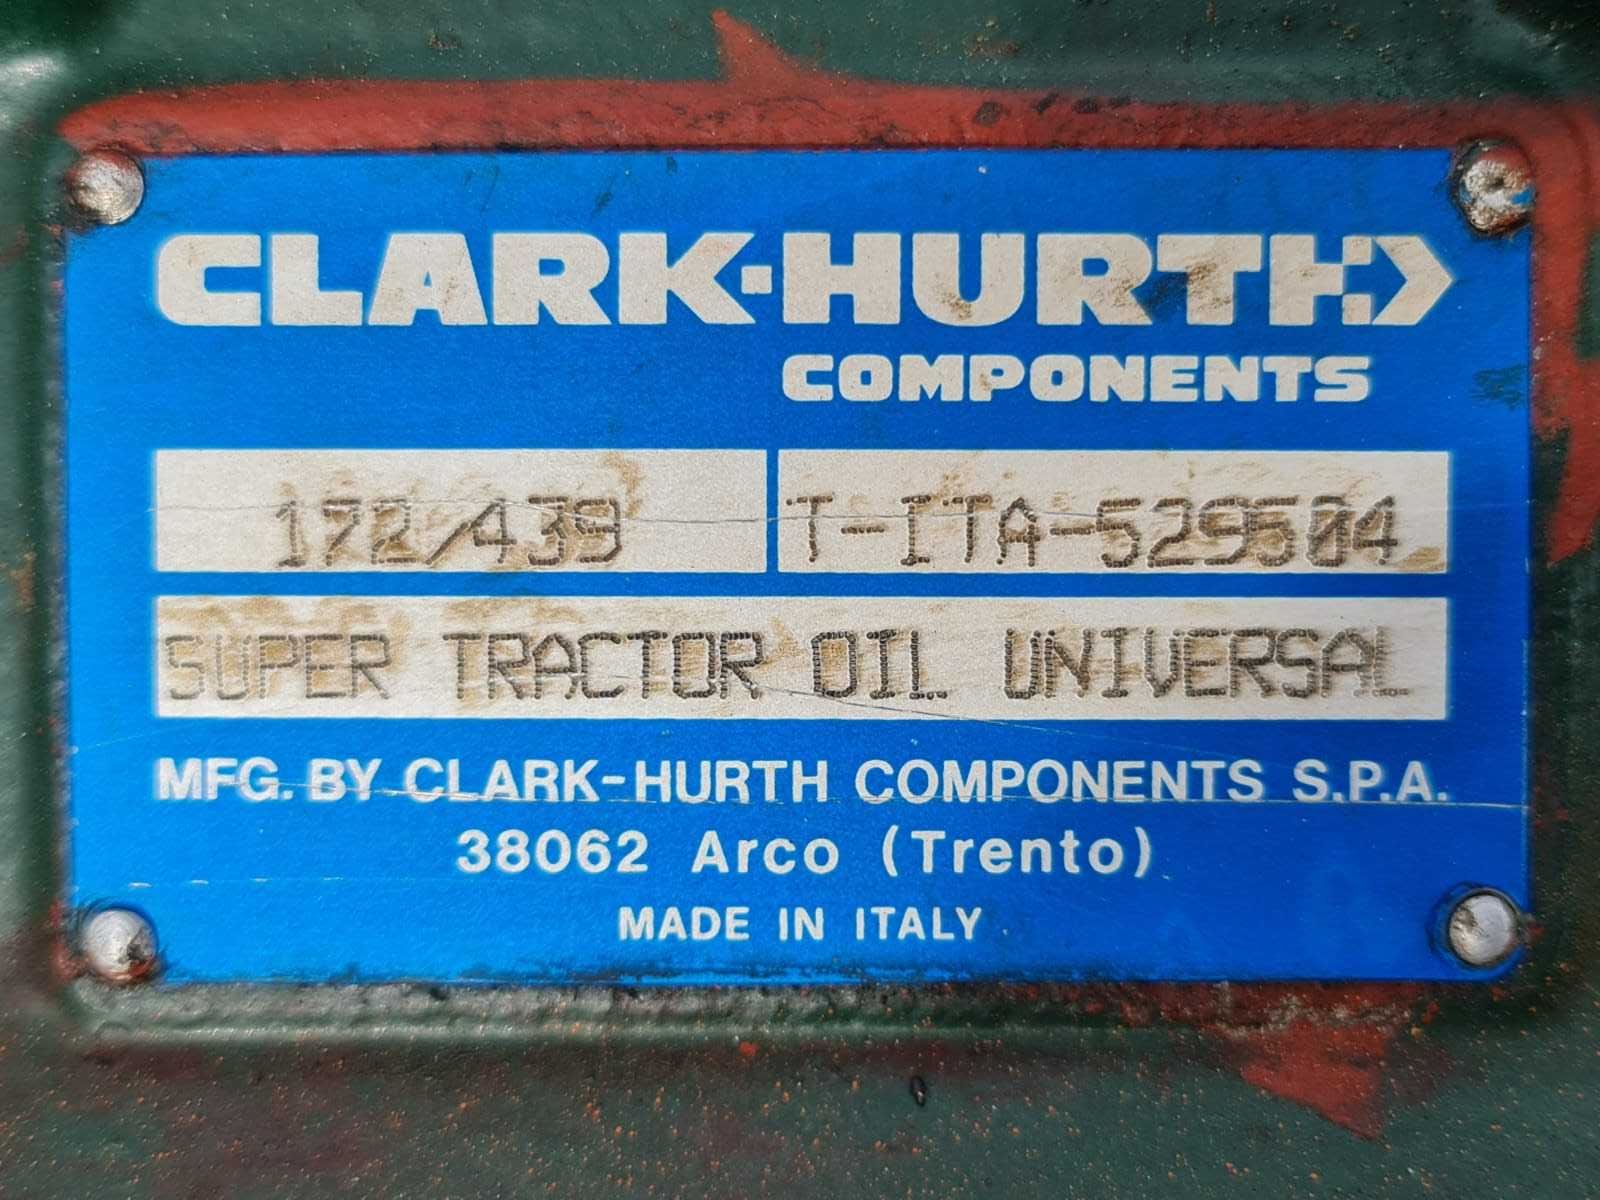 CLARK-HURTH
COMPONENTS
172/439 T-ITA-529504
SUPER TRACTOR OIL UNIVERSAL
MFG. BY CLARK-HURTH COMPONENTS S.P.A.
38062 Arco (Trento)
MADE IN ITALY